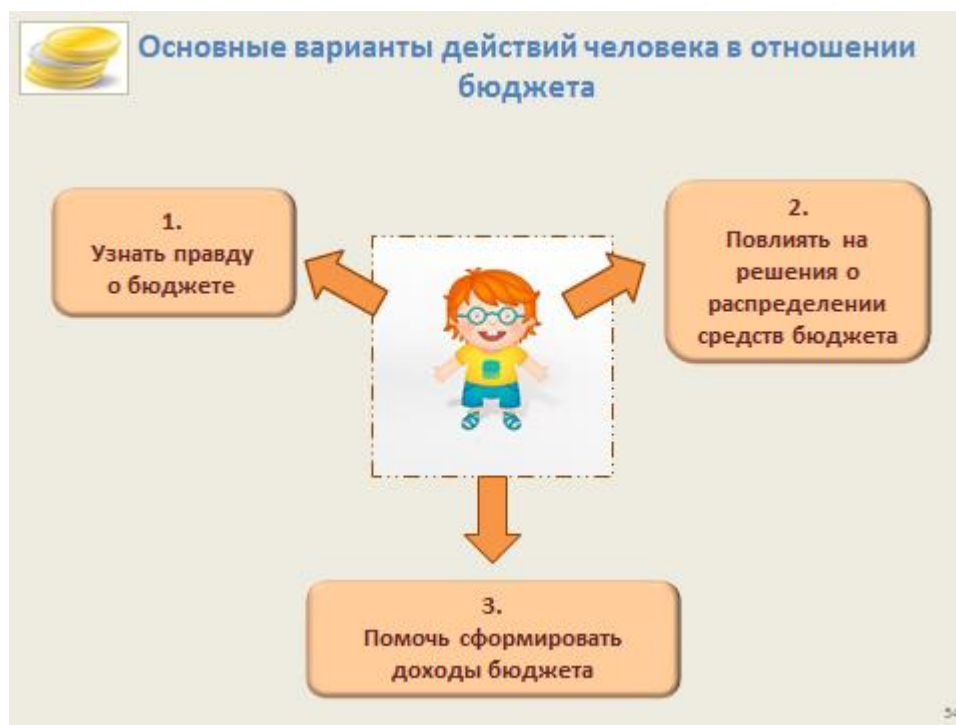 Основные варианты действий человека в отношении
бюджета
1.
Узнать правду
о бюджете
2.
Повлиять на
решения о
распределении
средств бюджета
3.
Помочь сформировать
доходы бюджета